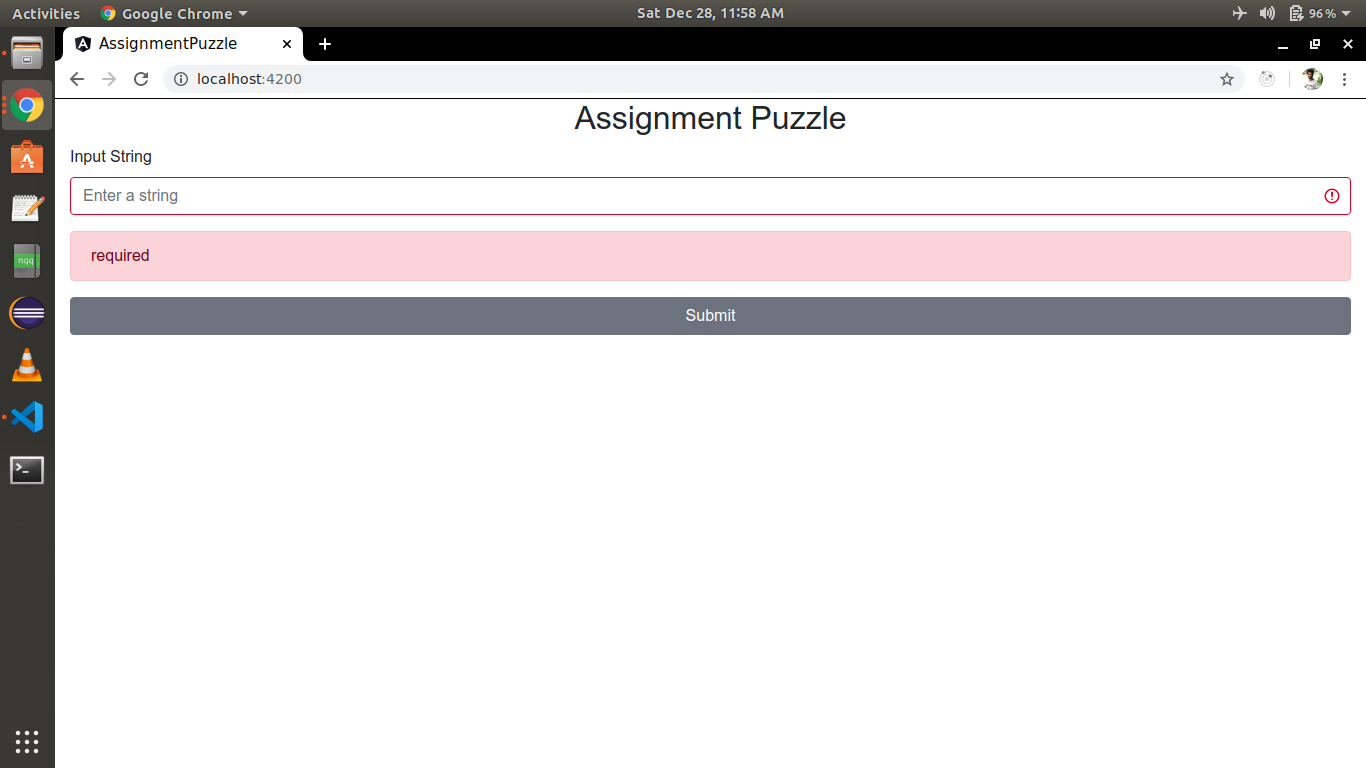 Activities Google Chrome Sat Dec 28, 11:58 AM 96%
AssignmentPuzzle
localhost:4200
Assignment Puzzle
Input String
Enter a string
required
Submit
nqq